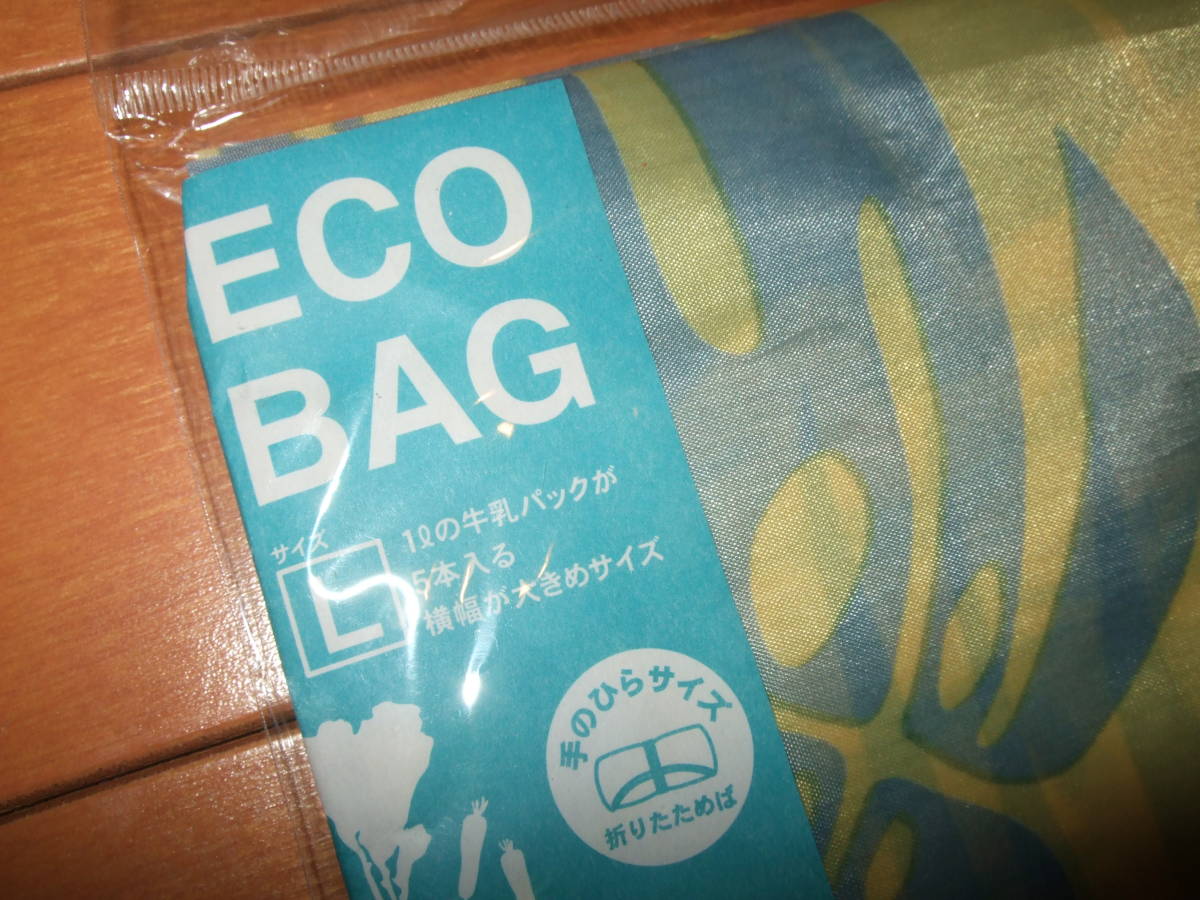 ECO
BAG
サイズ
L
1ℓの牛乳パックが
5本入る
横幅が大きめサイズ
手のひらサイズ
折りたためば